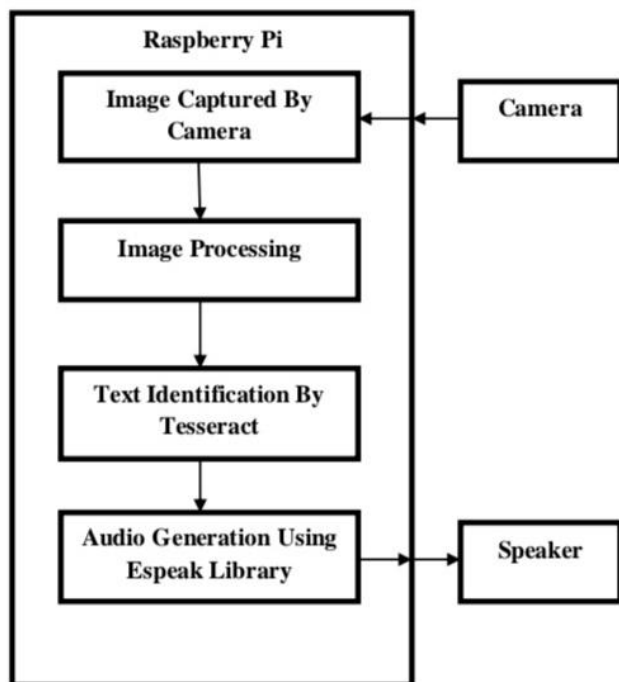 Raspberry Pi
Image Captured By
Camera
Camera
Image Processing
Text Identification By
Tesseract
Audio Generation Using
Espeak Library
Speaker